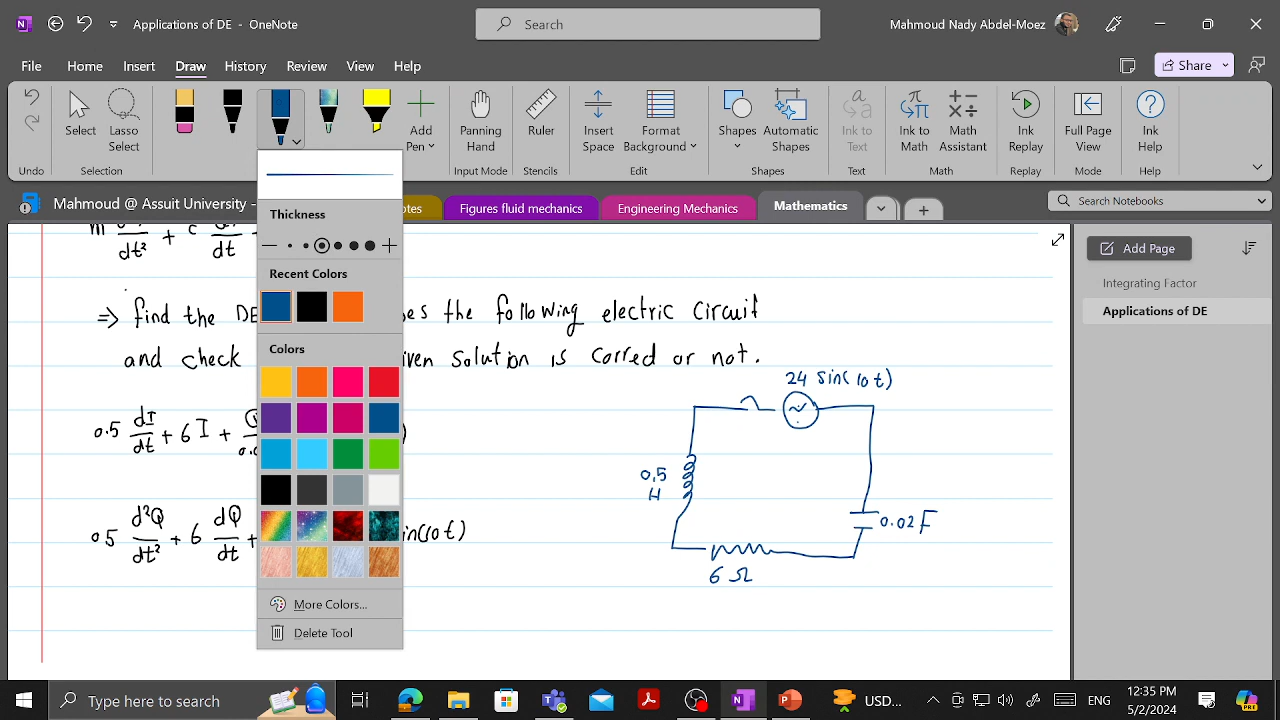 Applications of DE - OneNote
Search
Mahmoud Nady Abdel-Moez
File Home Insert Draw History Review View Help
Share
Undo
Select
Lasso Select
Selection
Add Pen
Panning Hand
Input Mode
Ruler
Stencils
Insert Space
Format Background
Edit
Shapes
Automatic Shapes
Shapes
Ink to Text
Text
Ink to Math
Math Assistant
Math
Ink Replay
Replay
Full Page View
Mode
Ink Help
Help
Mahmoud @ Assuit University - otes Figures fluid mechanics Engineering Mechanics Mathematics
Search Notebooks
Add Page
Integrating Factor
Applications of DE
Thickness
Recent Colors
Colors
More Colors...
Delete Tool
dt² + c dt
=> find the DE es the following electric circuit
and check iven solution is corred or not.
24 sin(10t)
0.5 dI/dt + 6 I +
0.5 H
0.02 F
6 Ω
0.5 d²Q/dt² + 6 dQ/dt + in(10t)
Type here to search
USD...
ENG
12:35 PM
5/2/2024